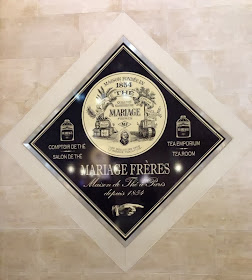 MAISON FONDÉE EN
1854
THÉ
MARIAGE
COMPTOIR DE THÉ
SALON DE THÉ
TEA EMPORIUM
TEA ROOM
MARIAGE FRÈRES
Maison de Thé à Paris
depuis 1854